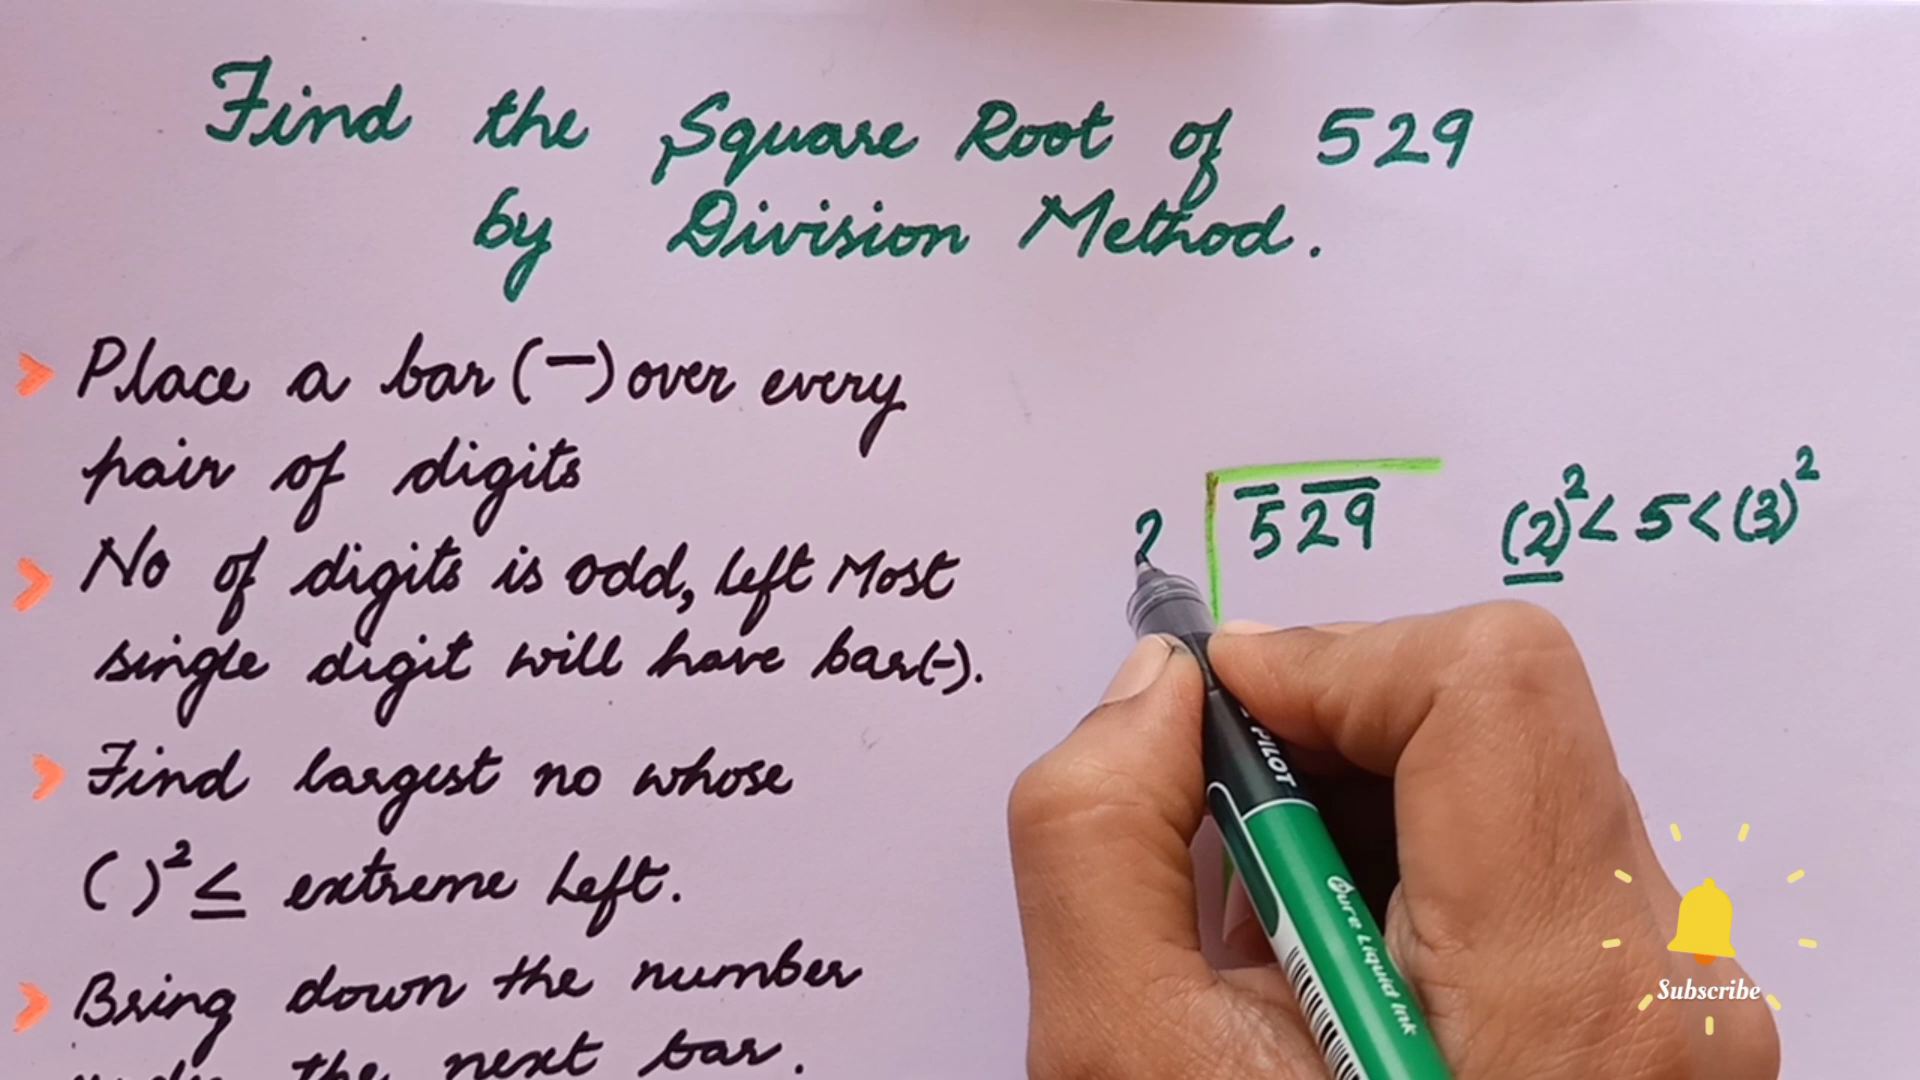 Find the Square Root of 529
by Division Method.
Place a bar (—) over every
pair of digits
No of digits is odd, left Most
single digit will have bar(-).
Find largest no whose
( )² ≤ extreme left.
Bring down the number
the next bar.
2 529 (2)² < 5 < (3)²
PILOT
Pure Liquid Ink
Subscribe